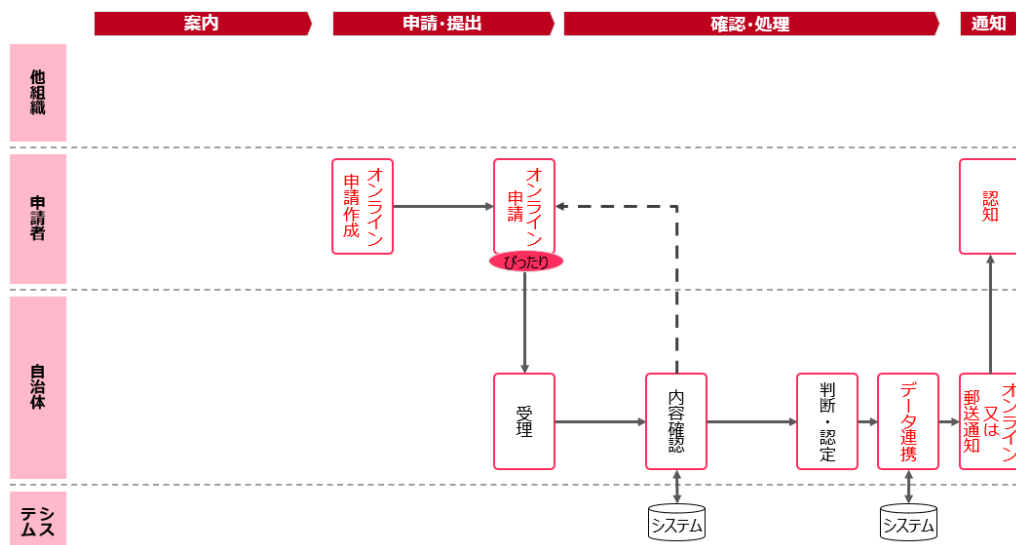 案内
申請・提出
確認・処理
通知
他組織
申請者
オンライン
申請作成
オンライン
申請
ぴったり
認知
自治体
受理
内容確認
判断・認定
データ連携
オンライン
又は
郵送通知
シス
テム
システム
システム